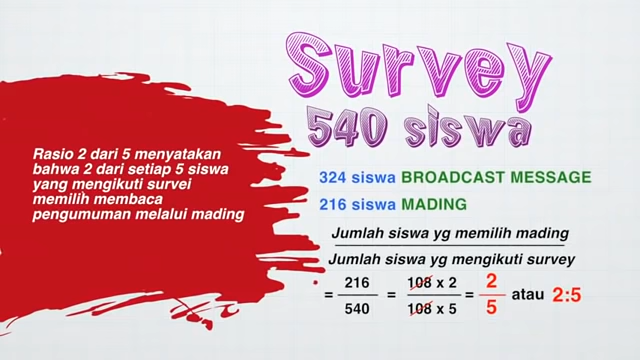 Survey
540 siswa
Rasio 2 dari 5 menyatakan
bahwa 2 dari setiap 5 siswa
yang mengikuti survei
memilih membaca
pengumuman melalui mading
324 siswa BROADCAST MESSAGE
216 siswa MADING
Jumlah siswa yg memilih mading
Jumlah siswa yg mengikuti survey
= 216 / 540 = 108 x 2 / 108 x 5 = 2 / 5 atau 2:5